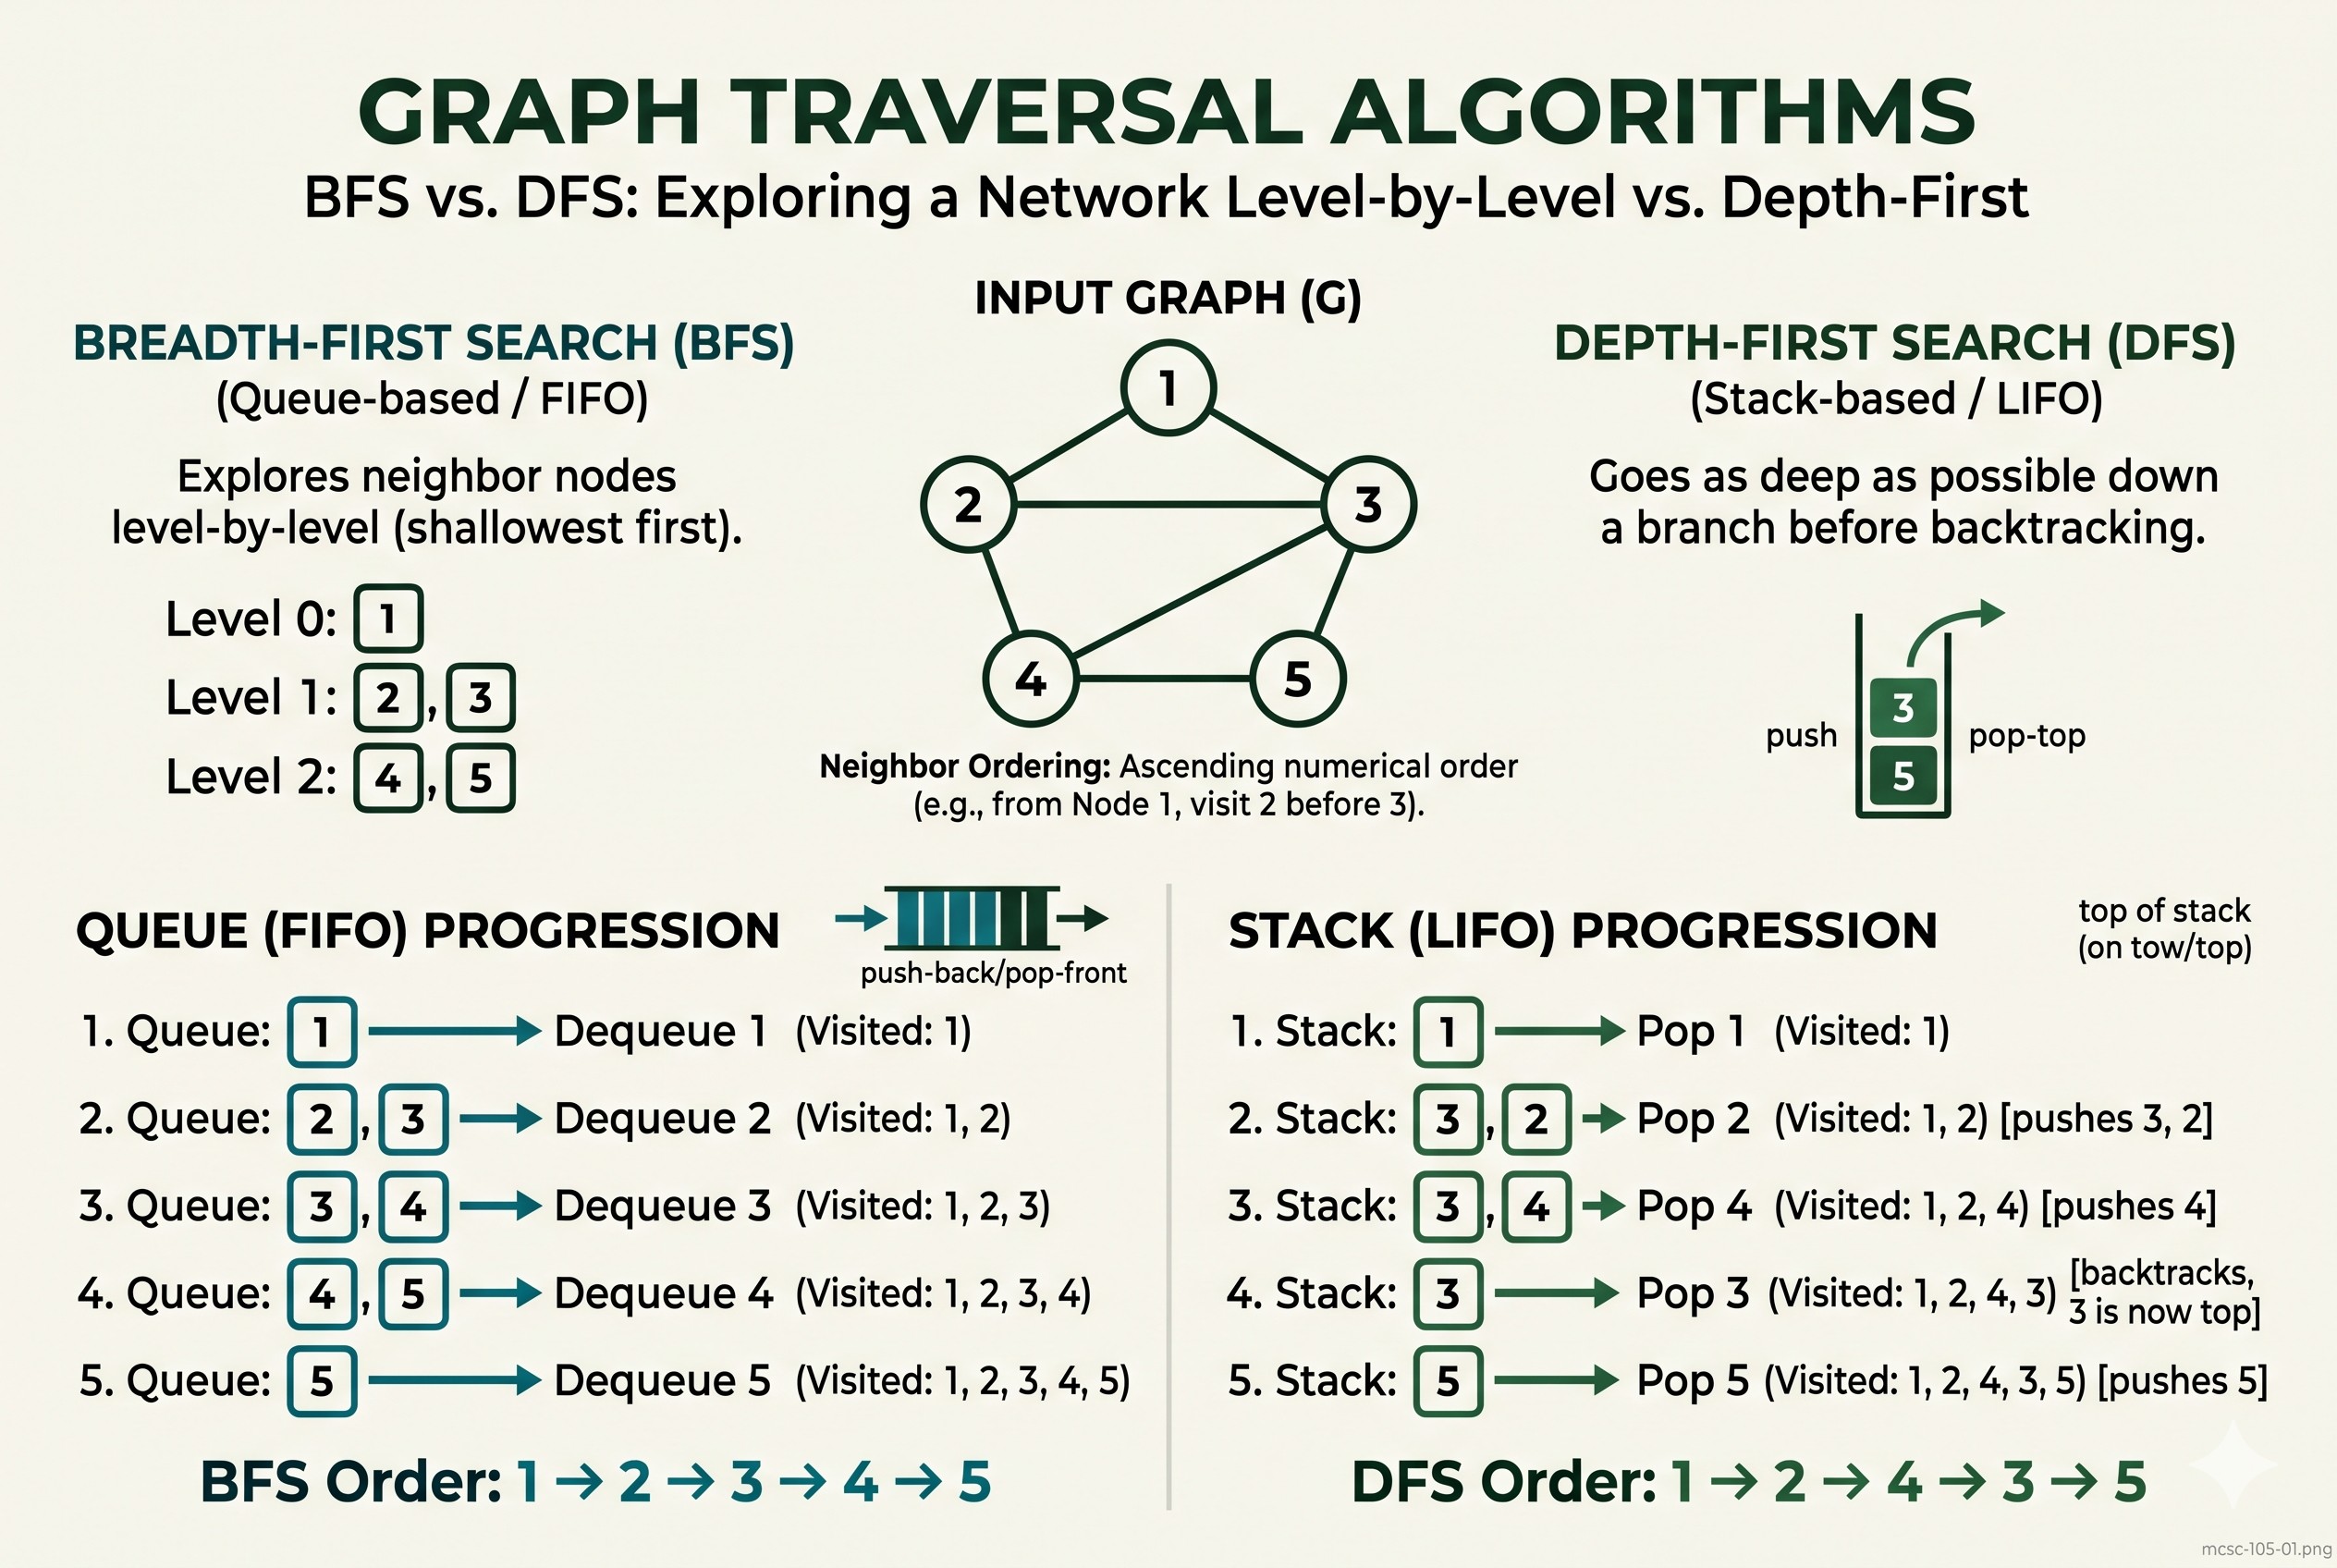 GRAPH TRAVERSAL ALGORITHMS
BFS vs. DFS: Exploring a Network Level-by-Level vs. Depth-First
BREADTH-FIRST SEARCH (BFS)
(Queue-based / FIFO)
Explores neighbor nodes
level-by-level (shallowest first).
Level 0: 1
Level 1: 2, 3
Level 2: 4, 5
INPUT GRAPH (G)
1
2
3
4
5
Neighbor Ordering: Ascending numerical order
(e.g., from Node 1, visit 2 before 3).
DEPTH-FIRST SEARCH (DFS)
(Stack-based / LIFO)
Goes as deep as possible down
a branch before backtracking.
3
push
pop-top
5
QUEUE (FIFO) PROGRESSION
push-back/pop-front
1. Queue: 1 Dequeue 1 (Visited: 1)
2. Queue: 2, 3 Dequeue 2 (Visited: 1, 2)
3. Queue: 3, 4 Dequeue 3 (Visited: 1, 2, 3)
4. Queue: 4, 5 Dequeue 4 (Visited: 1, 2, 3, 4)
5. Queue: 5 Dequeue 5 (Visited: 1, 2, 3, 4, 5)
BFS Order: 1 → 2 → 3 → 4 → 5
STACK (LIFO) PROGRESSION
top of stack
(on tow/top)
1. Stack: 1 Pop 1 (Visited: 1)
2. Stack: 3, 2 Pop 2 (Visited: 1, 2) [pushes 3, 2]
3. Stack: 3, 4 Pop 4 (Visited: 1, 2, 4) [pushes 4]
4. Stack: 3 Pop 3 (Visited: 1, 2, 4, 3) [backtracks,
3 is now top]
5. Stack: 5 Pop 5 (Visited: 1, 2, 4, 3, 5) [pushes 5]
DFS Order: 1 → 2 → 4 → 3 → 5
mcsc-105-01.png